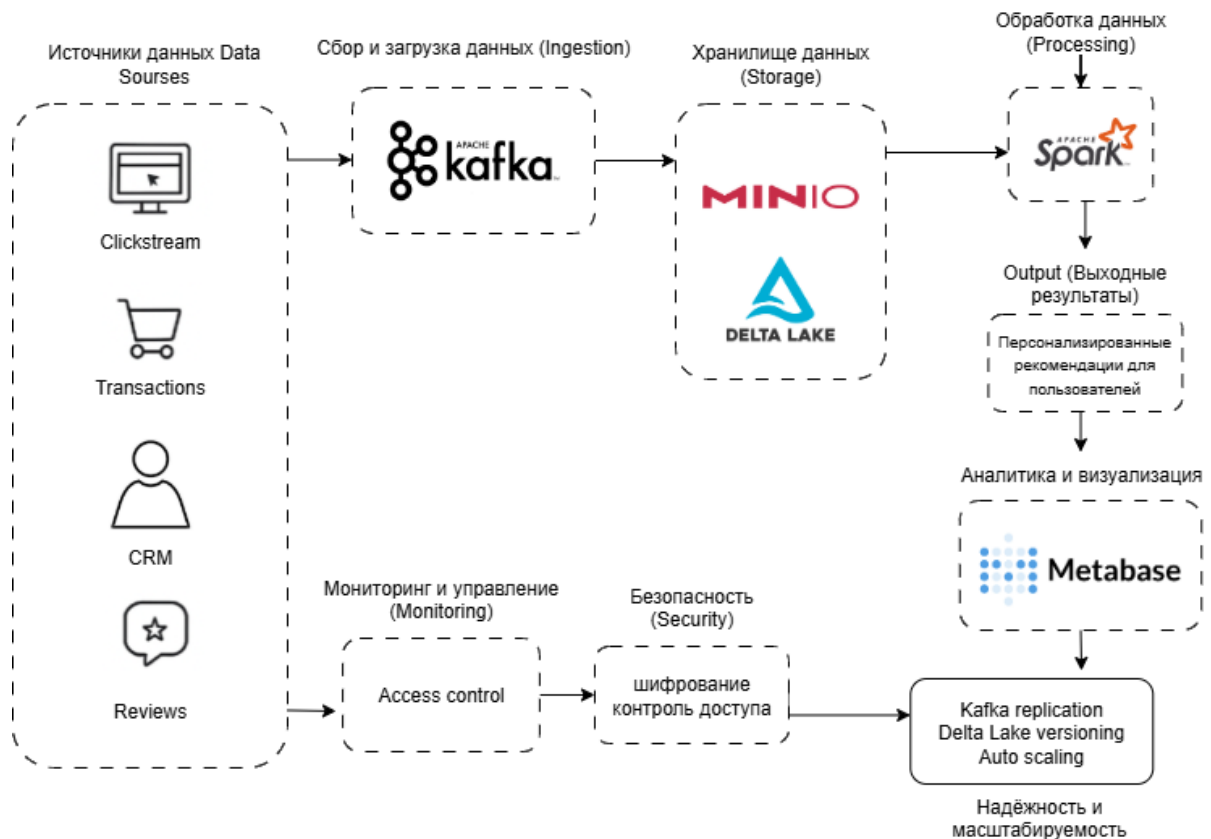 Источники данных Data
Sourses
Clickstream
Transactions
CRM
Reviews
Сбор и загрузка данных (Ingestion)
APACHE
kafka
Хранилище данных
(Storage)
MINIO
DELTA LAKE
Обработка данных
(Processing)
APACHE
Spark
Output (Выходные
результаты)
Персонализированные
рекомендации для
пользователей
Аналитика и визуализация
Metabase
Мониторинг и управление
(Monitoring)
Access control
Безопасность
(Security)
шифрование
контроль доступа
Kafka replication
Delta Lake versioning
Auto scaling
Надёжность и
масштабируемость